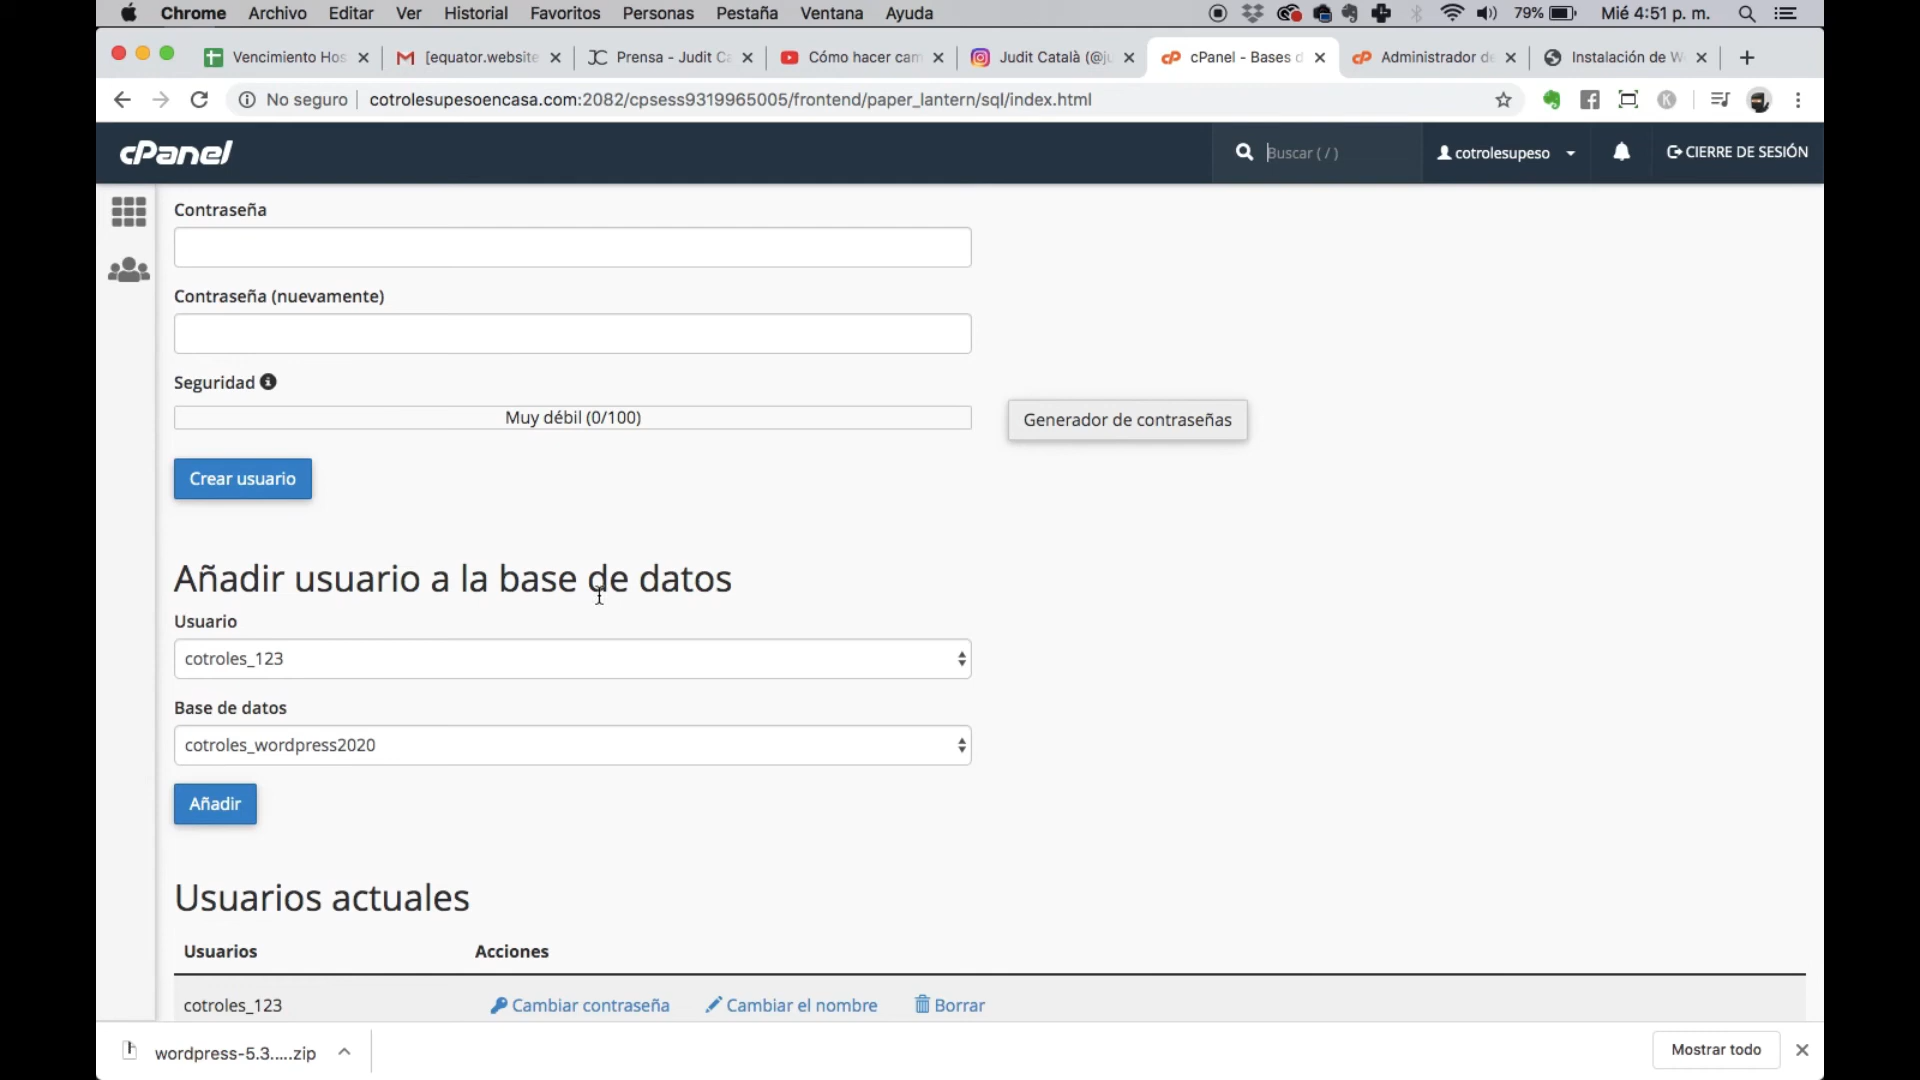 Chrome Archivo Editar Ver Historial Favoritos Personas Pestaña Ventana Ayuda 79% Mié 4:51 p. m.
Vencimiento Hos [equator.website Prensa - Judit Ca Cómo hacer cam Judit Català (@ju cPanel - Bases d Administrador de Instalación de W
No seguro cotrolesupesoencasa.com:2082/cpsess9319965005/frontend/paper_lantern/sql/index.html
cPanel Buscar ( / ) cotrolesupeso CIERRE DE SESIÓN
Contraseña
Contraseña (nuevamente)
Seguridad
Muy débil (0/100) Generador de contraseñas
Crear usuario
Añadir usuario a la base de datos
Usuario
cotroles_123
Base de datos
cotroles_wordpress2020
Añadir
Usuarios actuales
Usuarios Acciones
cotroles_123 Cambiar contraseña Cambiar el nombre Borrar
wordpress-5.3.....zip Mostrar todo